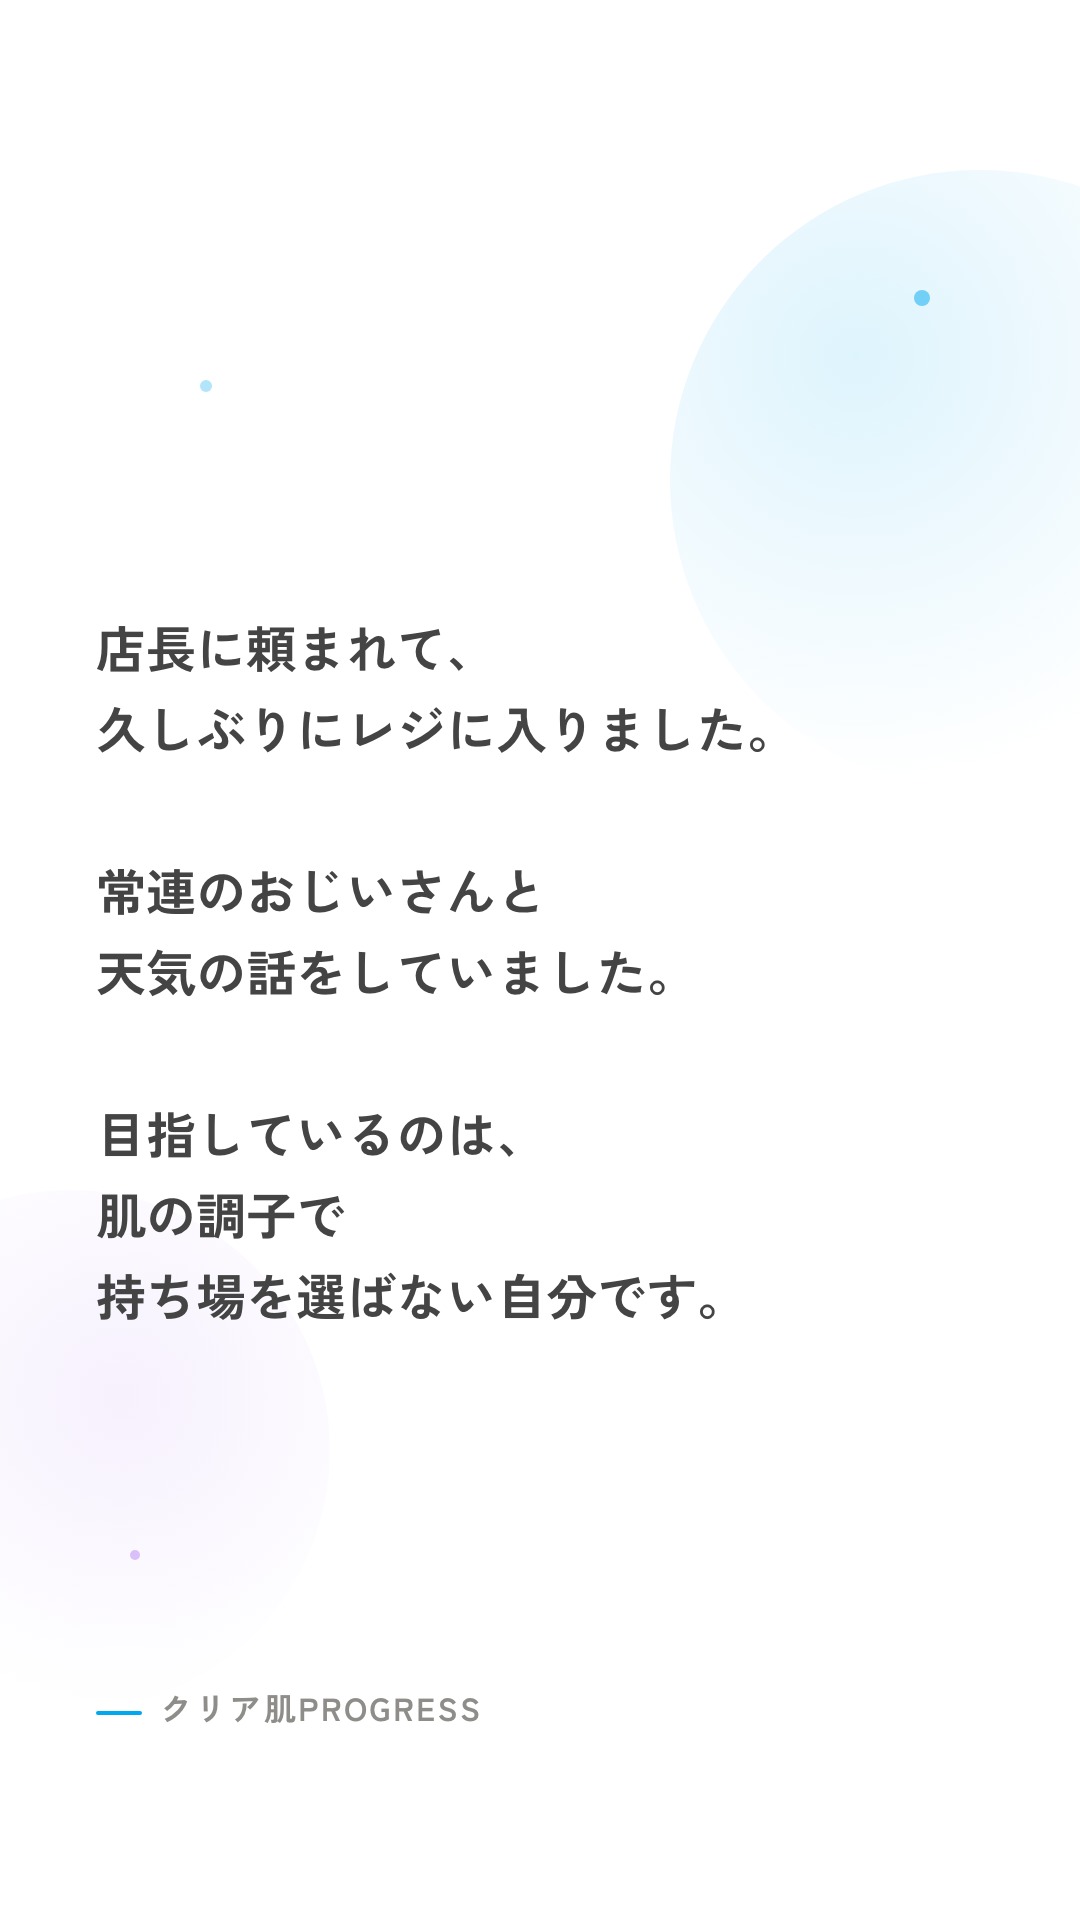 店長に頼まれて、
久しぶりにレジに入りました。
常連のおじいさんと
天気の話をしていました。
目指しているのは、
肌の調子で
持ち場を選ばない自分です。
クリア肌PROGRESS